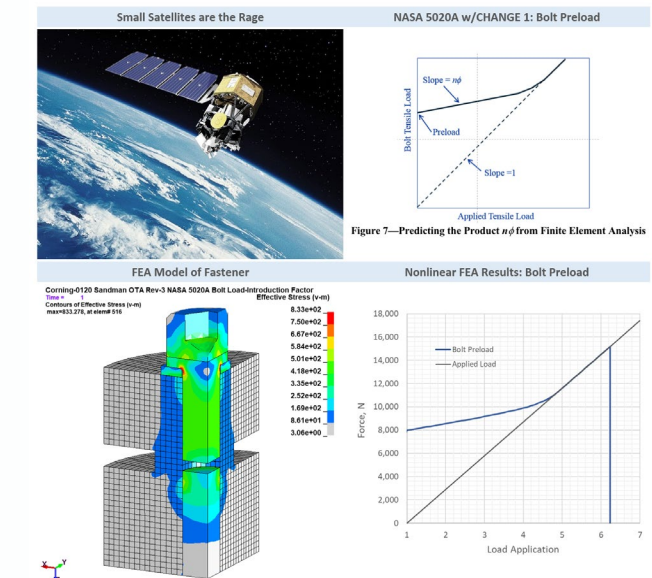 Small Satellites are the Rage
NASA 5020A w/CHANGE 1: Bolt Preload
Bolt Tensile Load
Slope = nϕ
Preload
Slope =1
Applied Tensile Load
Figure 7—Predicting the Product nϕ from Finite Element Analysis
FEA Model of Fastener
Nonlinear FEA Results: Bolt Preload
Corning-0120 Sandman OTA Rev-3 NASA 5020A Bolt Load-Introduction Factor
Time = 1
Contours of Effective Stress (v-m)
max=833.278, at elem# 516
Effective Stress (v-m)
8.33e+02
7.50e+02
6.67e+02
5.84e+02
5.01e+02
4.18e+02
3.35e+02
2.52e+02
1.69e+02
8.61e+01
3.06e+00
X
Y
18,000
16,000
14,000
12,000
10,000
8,000
6,000
4,000
2,000
0
Force, N
Bolt Preload
Applied Load
1 2 3 4 5 6 7
Load Application